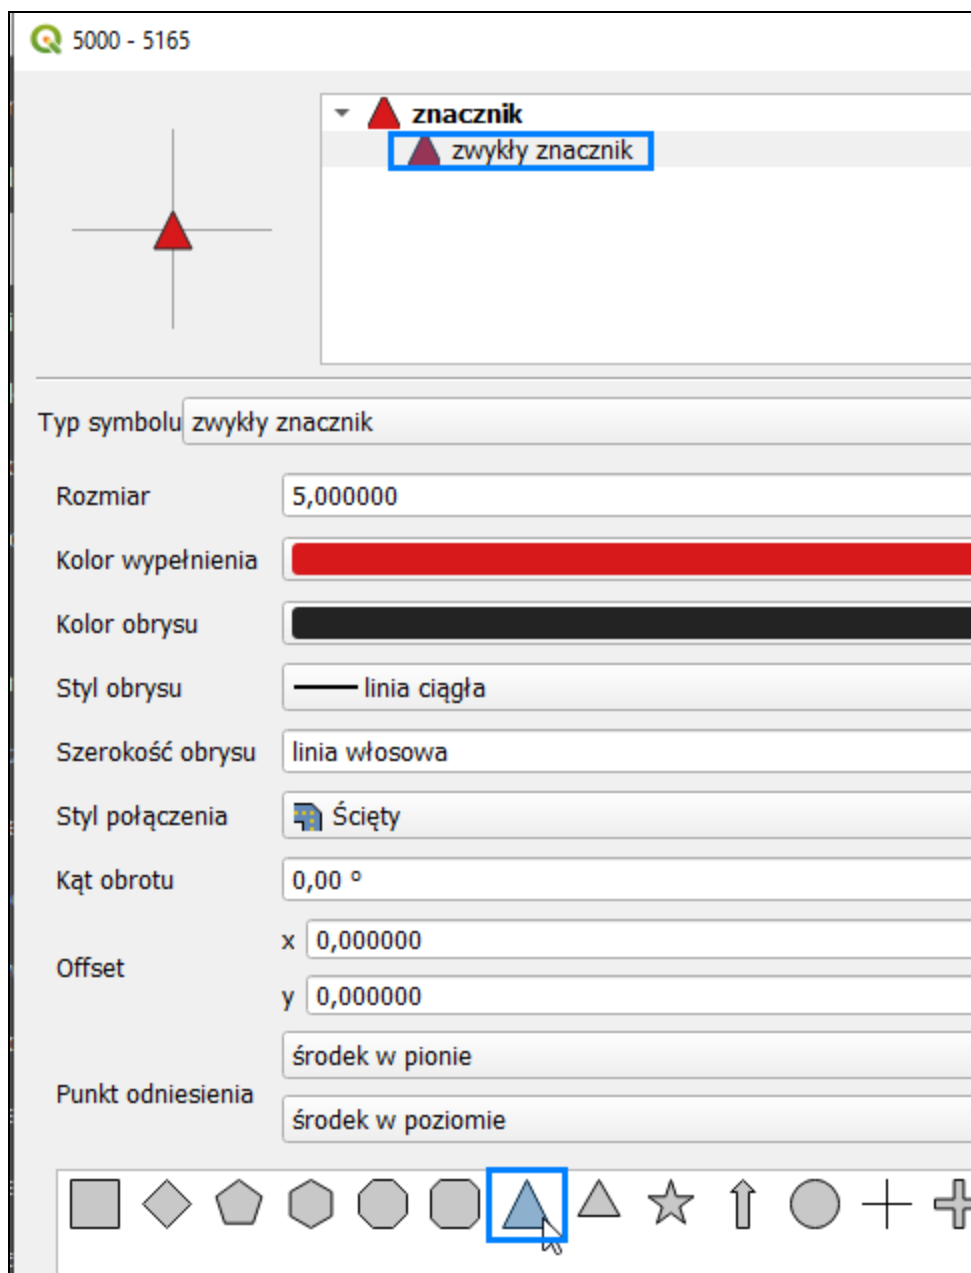 5000 - 5165
znacznik
zwykły znacznik
Typ symbolu zwykły znacznik
Rozmiar 5,000000
Kolor wypełnienia
Kolor obrysu
Styl obrysu linia ciągła
Szerokość obrysu linia włosowa
Styl połączenia Ścięty
Kąt obrotu 0,00 °
Offset
x 0,000000
y 0,000000
Punkt odniesienia
środek w pionie
środek w poziomie